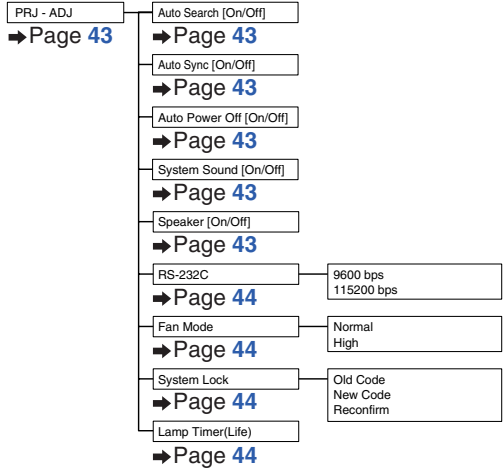 PRJ - ADJ
➡Page 43
Auto Search [On/Off]
➡Page 43
Auto Sync [On/Off]
➡Page 43
Auto Power Off [On/Off]
➡Page 43
System Sound [On/Off]
➡Page 43
Speaker [On/Off]
➡Page 43
RS-232C
➡Page 44
9600 bps
115200 bps
Fan Mode
➡Page 44
Normal
High
System Lock
➡Page 44
Old Code
New Code
Reconfirm
Lamp Timer(Life)
➡Page 44